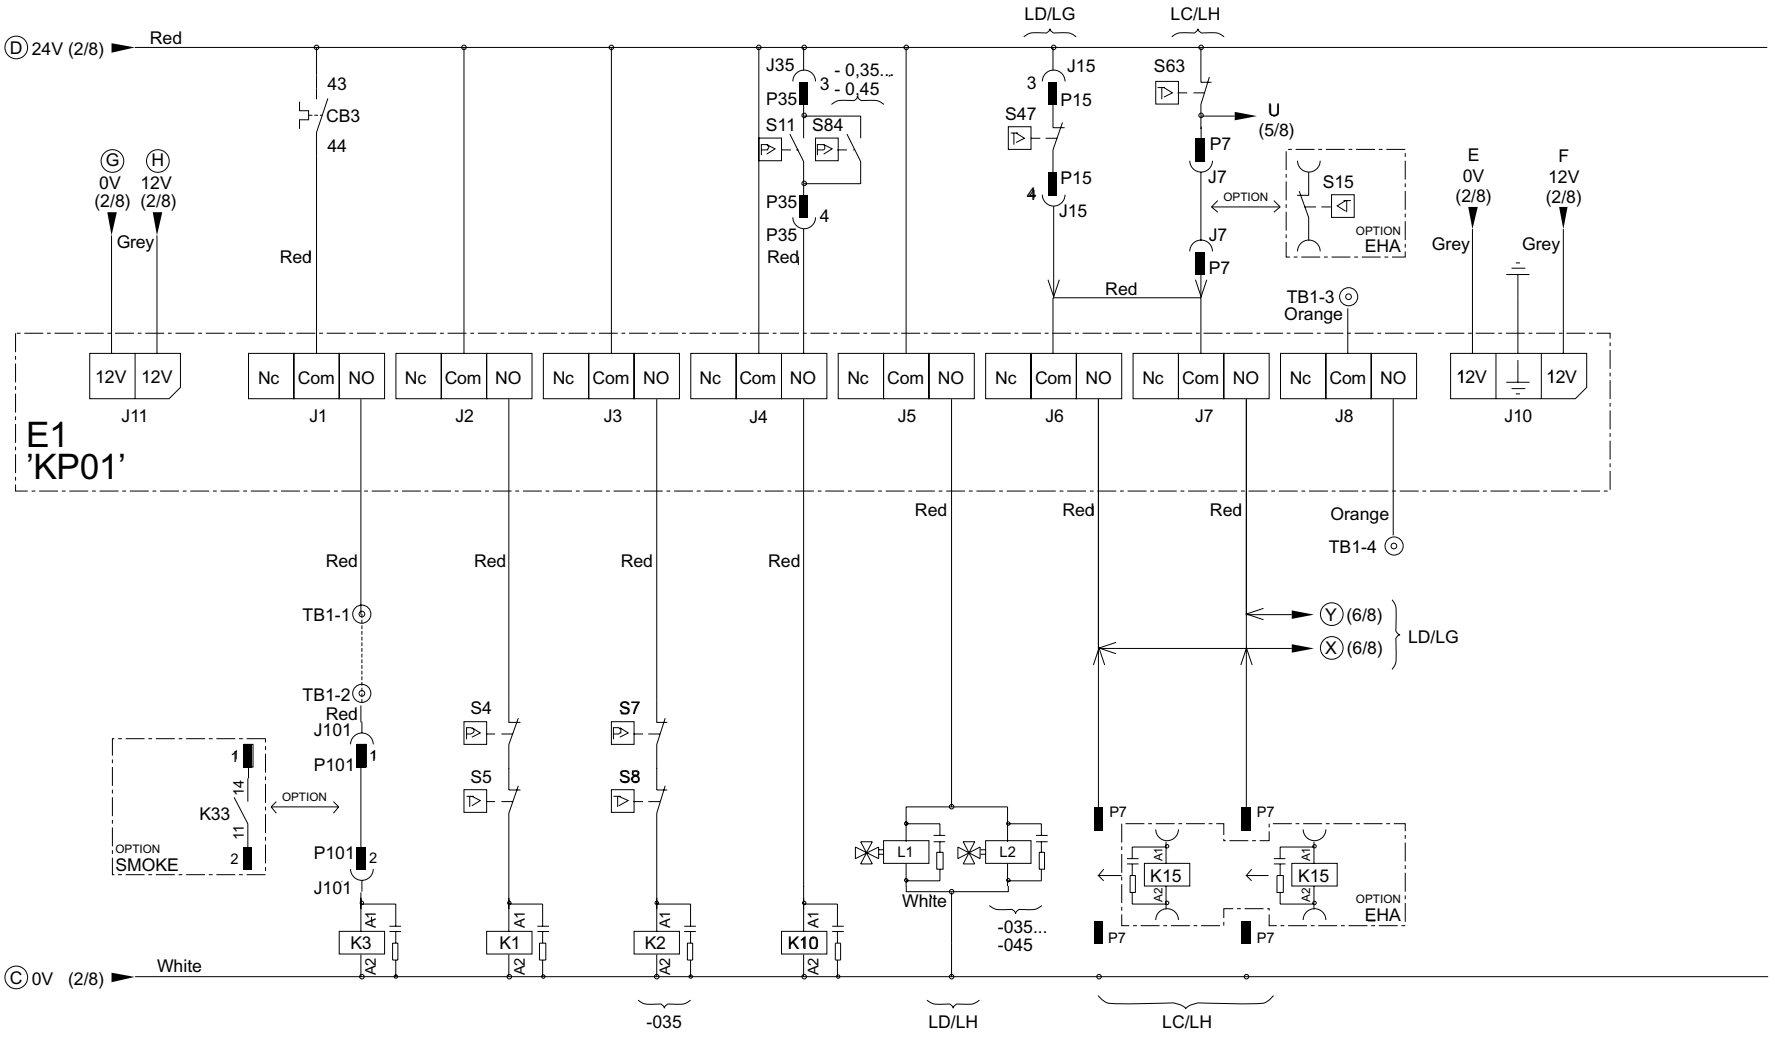 LD/LG
LC/LH
D 24V (2/8)
Red
43
CB3
44
J35
3
- 0,35...
- 0,45
P35
S11
S84
P>
P>
P35
4
P35
Red
3
J15
P15
S47
T>
P15
4
J15
S63
T>
U
(5/8)
P7
J7
OPTION
S15
T>
OPTION
EHA
J7
P7
Red
G
0V
(2/8)
H
12V
(2/8)
Grey
Red
E
0V
(2/8)
F
12V
(2/8)
Grey
Grey
TB1-3
Orange
12V
12V
J11
Nc
Com
NO
J1
Nc
Com
NO
J2
Nc
Com
NO
J3
Nc
Com
NO
J4
Nc
Com
NO
J5
Nc
Com
NO
J6
Nc
Com
NO
J7
Nc
Com
NO
J8
12V
12V
J10
E1
'KP01'
Red
Red
Red
Orange
TB1-4
Red
Red
Red
Red
TB1-1
TB1-2
Red
J101
P101
1
Y (6/8)
X (6/8)
LD/LG
S4
P>
S5
T>
S7
P>
S8
T>
1
14
K33
11
2
OPTION
SMOKE
OPTION
P101
2
J101
L1
L2
White
-035...
-045
P7
P7
A1
K15
A2
A1
K15
A2
OPTION
EHA
P7
P7
A1
K3
A2
A1
K1
A2
A1
K2
A2
A1
K10
A2
C 0V (2/8)
White
-035
LD/LH
LC/LH